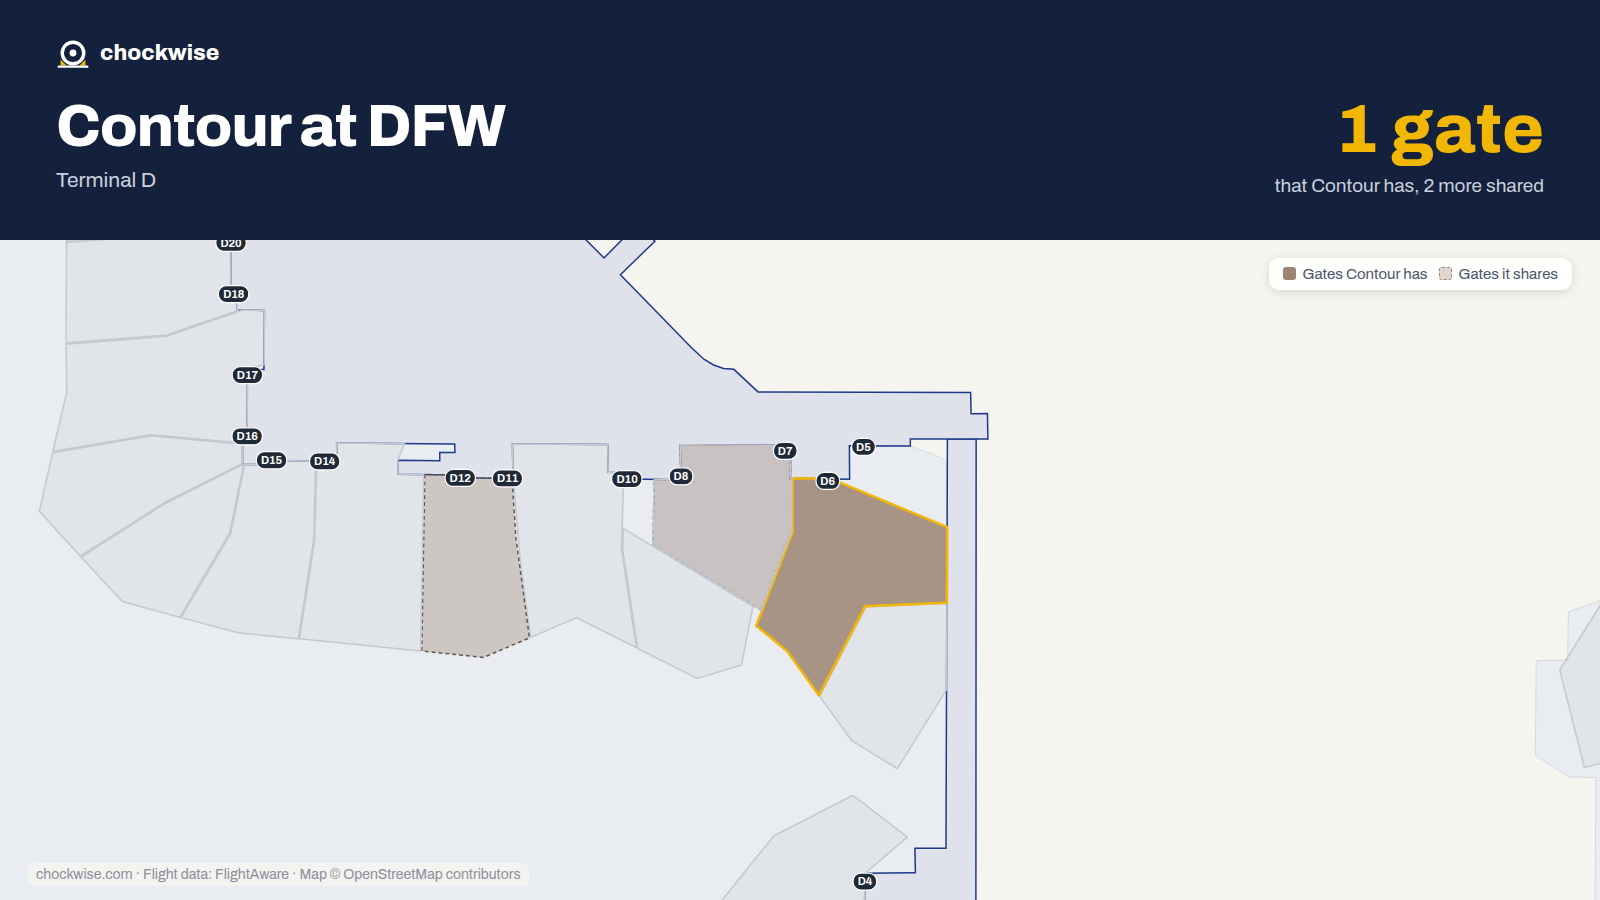 chockwise
Contour at DFW
Terminal D
1 gate
that Contour has, 2 more shared
Gates Contour has
Gates it shares
D20
D18
D17
D16
D15
D14
D12
D11
D10
D8
D7
D6
D5
D4
chockwise.com · Flight data: FlightAware · Map © OpenStreetMap contributors